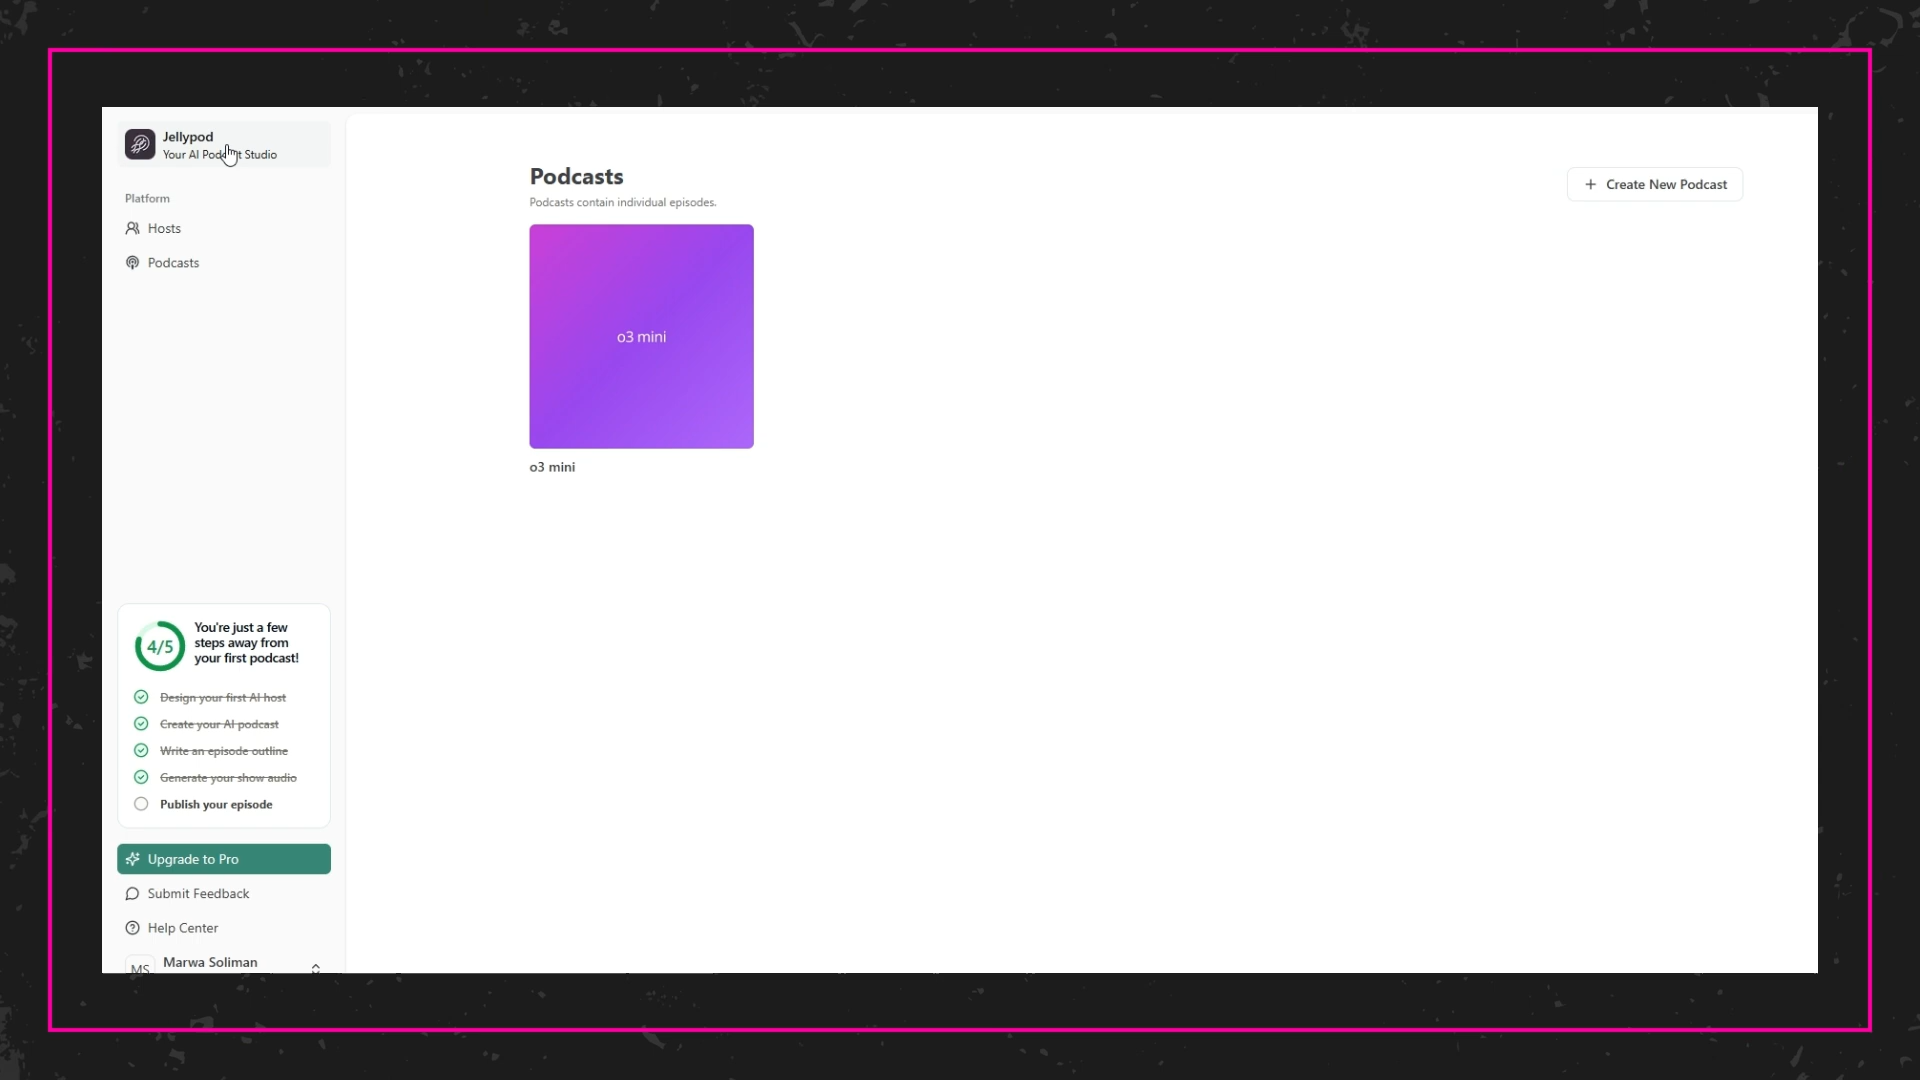 Jellypod
Your AI Podcast Studio
Platform
Hosts
Podcasts
Podcasts
Podcasts contain individual episodes.
+ Create New Podcast
o3 mini
o3 mini
4/5
You're just a few
steps away from
your first podcast!
Design your first AI host
Create your AI podcast
Write an episode outline
Generate your show audio
Publish your episode
Upgrade to Pro
Submit Feedback
Help Center
MS
Marwa Soliman